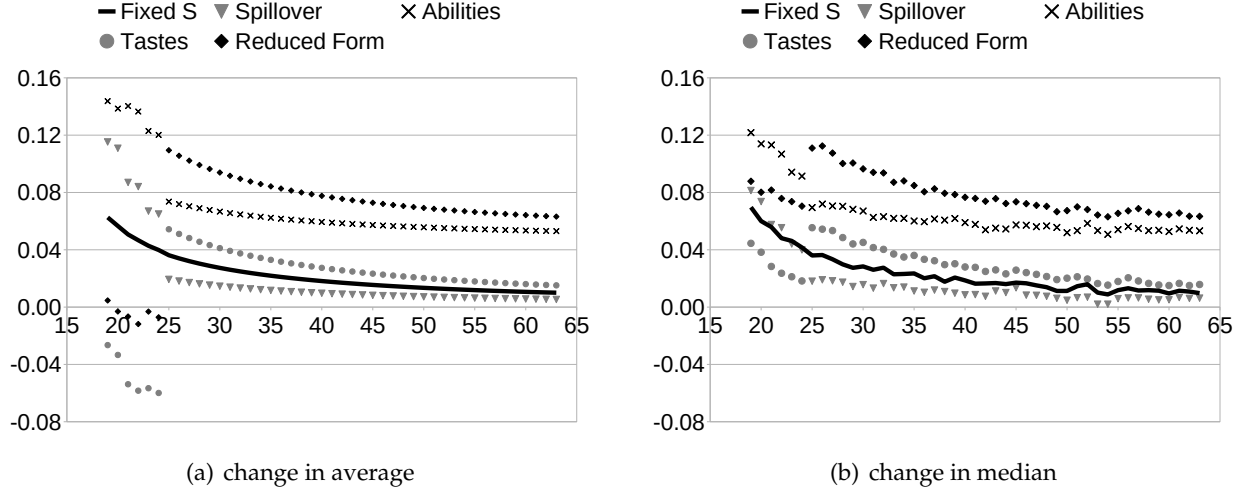 Fixed S Spillover Abilities
Tastes Reduced Form
0.16
0.12
0.08
0.04
0.00
15 20 25 30 35 40 45 50 55 60 65
-0.04
-0.08
(a) change in average
Fixed S Spillover Abilities
Tastes Reduced Form
0.16
0.12
0.08
0.04
0.00
15 20 25 30 35 40 45 50 55 60 65
-0.04
-0.08
(b) change in median